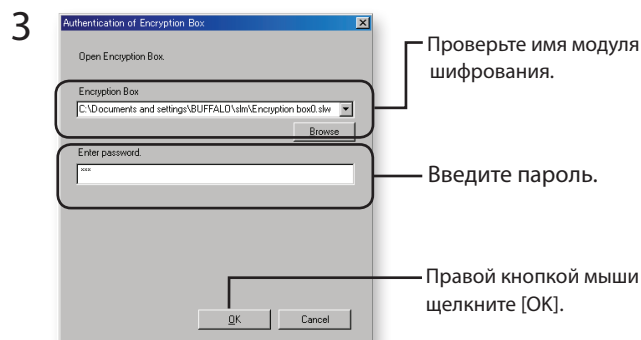 3
Authentication of Encryption Box
Open Encryption Box.
Encryption Box
C:\Documents and settings\BUFFALO\slm\Encryption box0.slw
Browse
Enter password.
×××
OK
Cancel
Проверьте имя модуля
шифрования.
Введите пароль.
Правой кнопкой мыши
щелкните [OK].